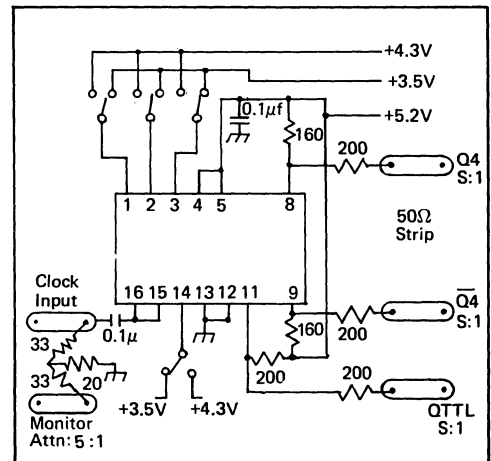 +4.3V
+3.5V
0.1μf
+5.2V
160
200
Q4
S:1
1 2 3 4 5 8
50Ω
Strip
Clock
Input
16 15 14 13 12 11 9
0.1μ
33
20
33
160
200
200
Q4
S:1
200
+3.5V +4.3V
QTTL
S:1
Monitor
Attn: 5:1